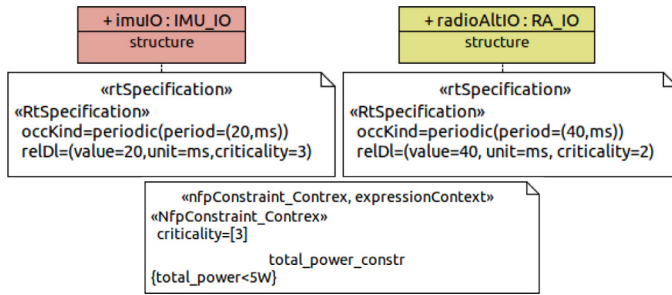 + imuIO : IMU_IO
structure
+ radioAltIO : RA_IO
structure
«rtSpecification»
«RtSpecification»
occKind=periodic(period=(20,ms))
relDl=(value=20,unit=ms,criticality=3)
«rtSpecification»
«RtSpecification»
occKind=periodic(period=(40,ms))
relDl=(value=40, unit=ms, criticality=2)
«nfpConstraint_Contrex, expressionContext»
«NfpConstraint_Contrex»
criticality=[3]
total_power_constr
{total_power<5W}